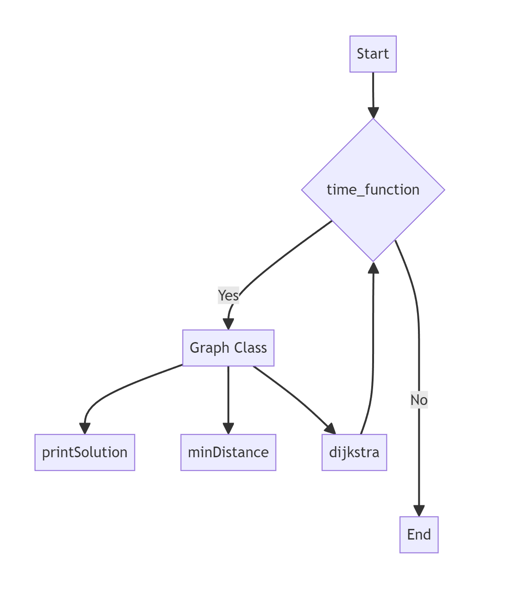 Start
time_function
Yes
Graph Class
No
printSolution
minDistance
dijkstra
End